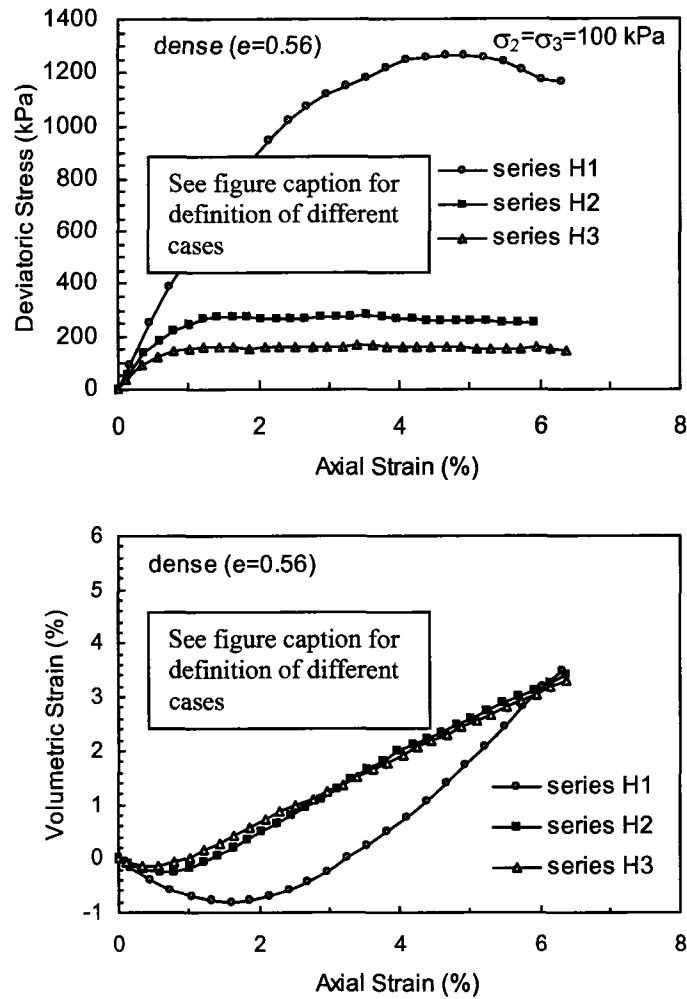 1400
1200
1000
800
600
400
200
0
Deviatoric Stress (kPa)
dense (e=0.56)
σ2=σ3=100 kPa
See figure caption for
definition of different
cases
series H1
series H2
series H3
0 2 4 6 8
Axial Strain (%)
6
5
4
3
2
1
0
-1
Volumetric Strain (%)
dense (e=0.56)
See figure caption for
definition of different
cases
series H1
series H2
series H3
0 2 4 6 8
Axial Strain (%)